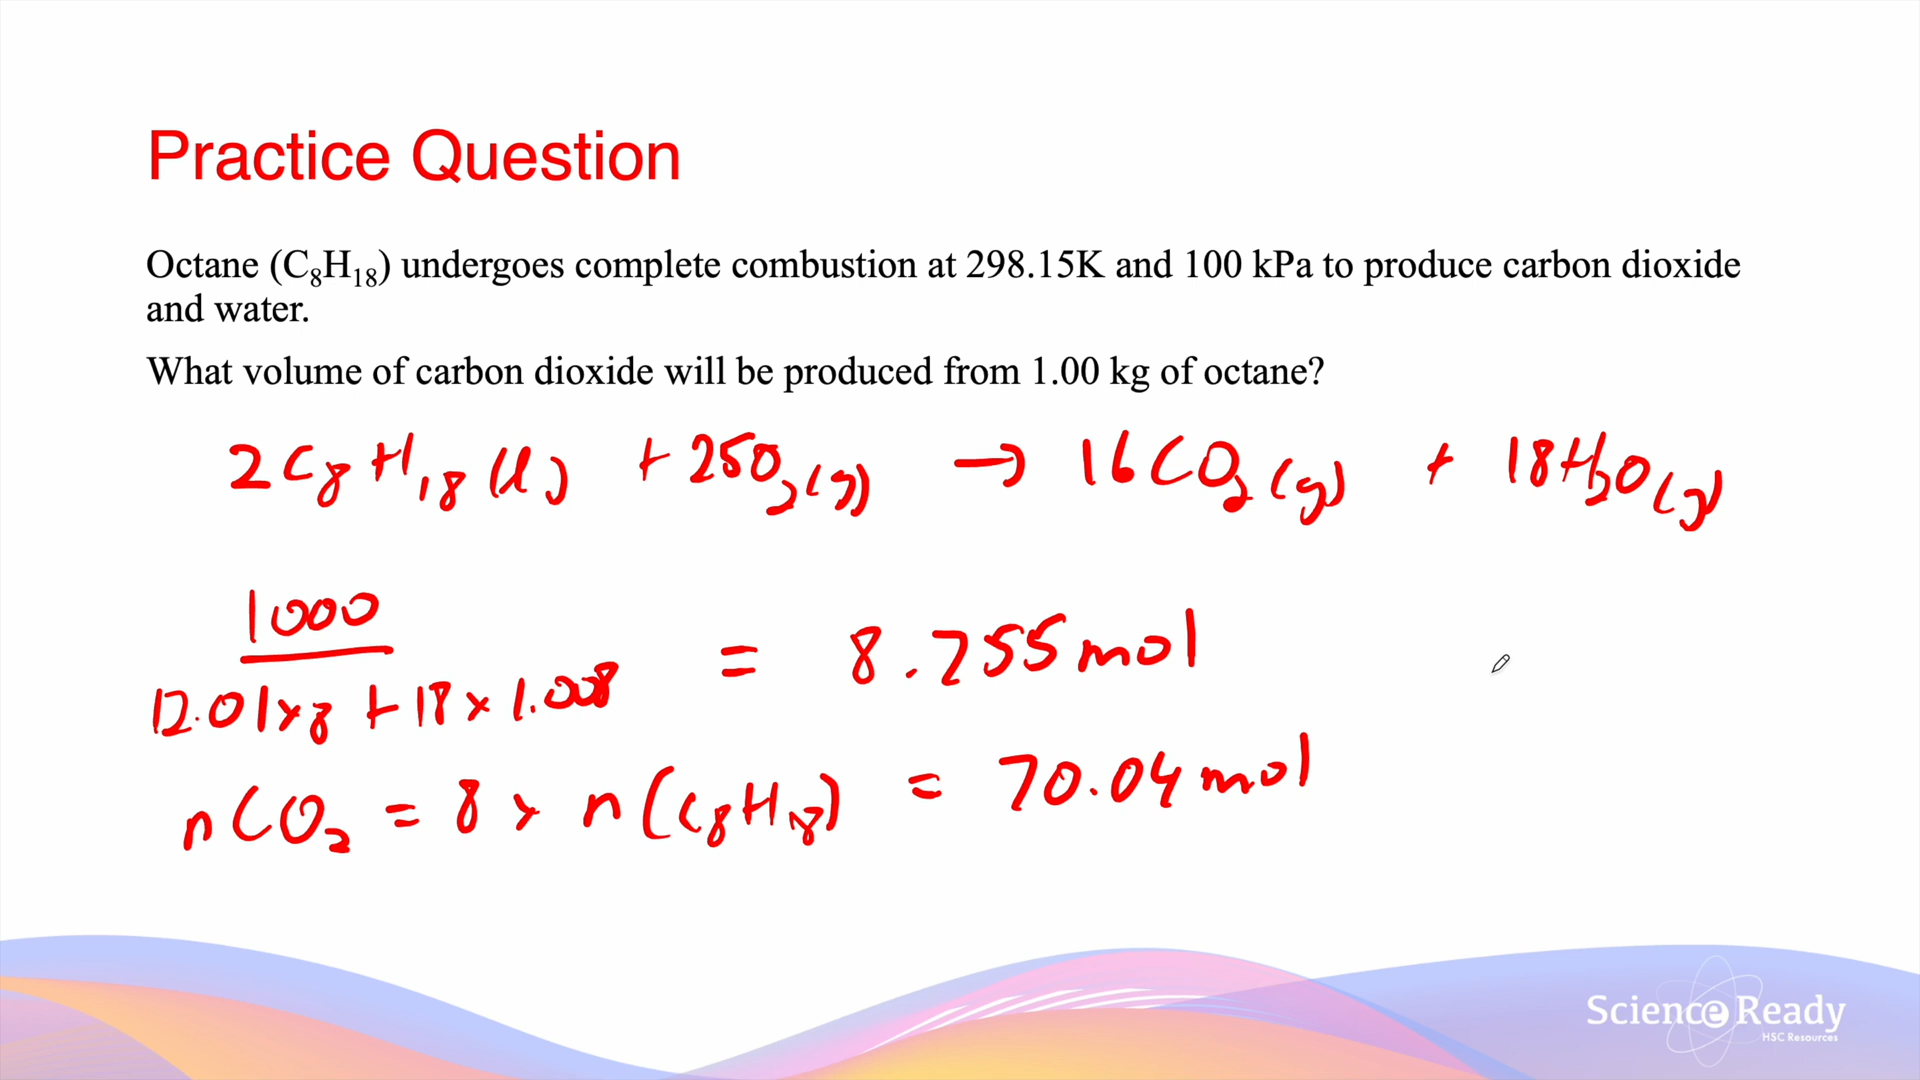 Practice Question
Octane (C₈H₁₈) undergoes complete combustion at 298.15K and 100 kPa to produce carbon dioxide
and water.
What volume of carbon dioxide will be produced from 1.00 kg of octane?
2C₈H₁₈(l) + 25O₂(g) → 16CO₂(g) + 18H₂O(g)
1000
12.01×8 + 18×1.008 = 8.755 mol
nCO₂ = 8 × n(C₈H₁₈) = 70.04 mol
Science Ready
HSC Resources